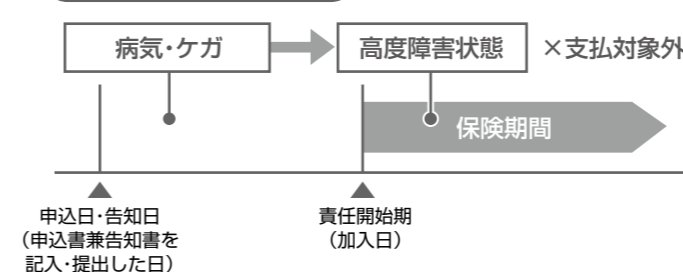 病気・ケガ
高度障害状態
×支払対象外
保険期間
申込日・告知日
（申込書兼告知書を
記入・提出した日）
責任開始期
（加入日）